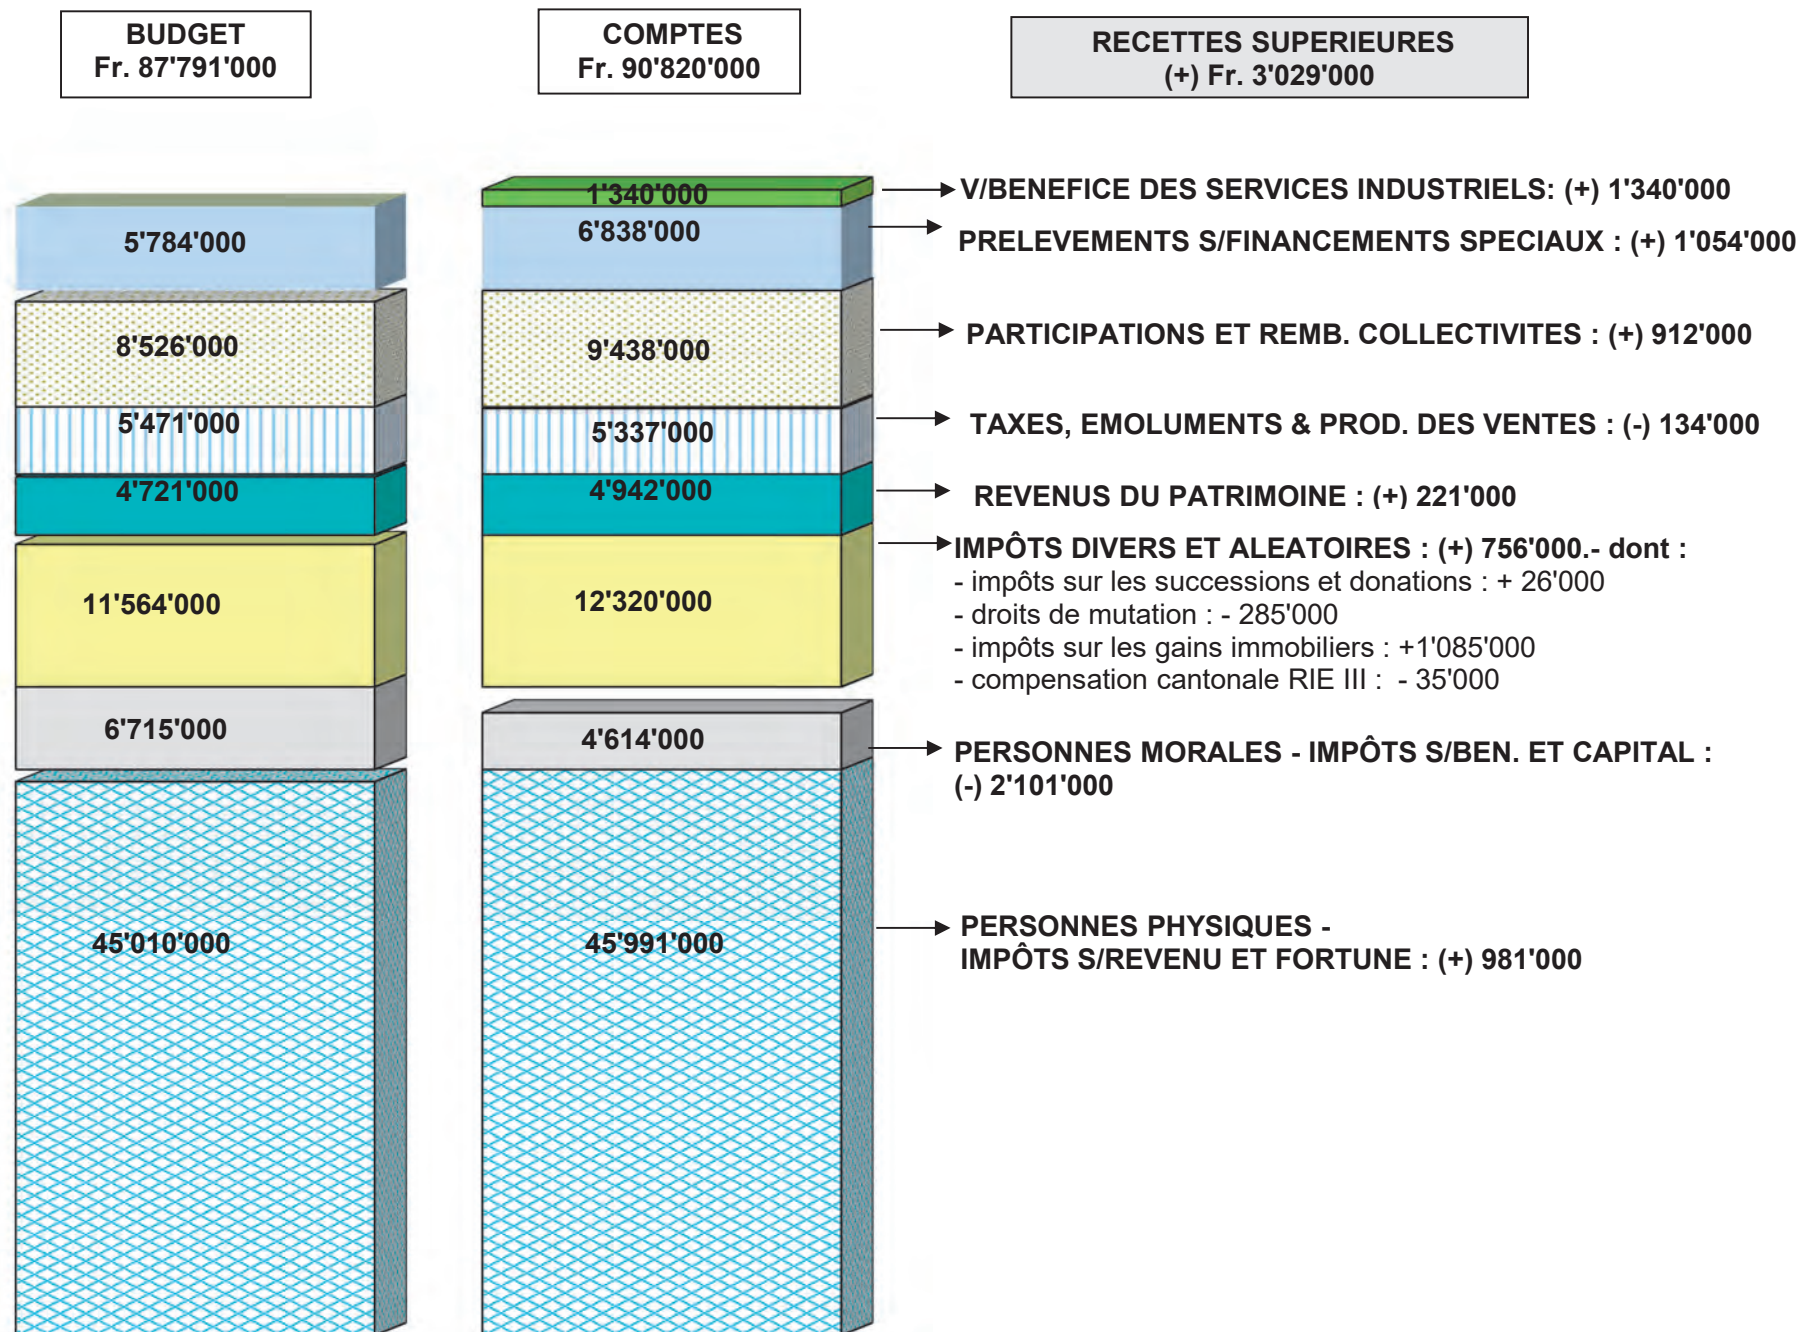 BUDGET
Fr. 87'791'000
COMPTES
Fr. 90'820'000
RECETTES SUPERIEURES
(+) Fr. 3'029'000
5'784'000
8'526'000
5'471'000
4'721'000
11'564'000
6'715'000
45'010'000
1'340'000
6'838'000
9'438'000
5'337'000
4'942'000
12'320'000
4'614'000
45'991'000
V/BENEFICE DES SERVICES INDUSTRIELS: (+) 1'340'000
PRELEVEMENTS S/FINANCEMENTS SPECIAUX : (+) 1'054'000
PARTICIPATIONS ET REMB. COLLECTIVITES : (+) 912'000
TAXES, EMOLUMENTS & PROD. DES VENTES : (-) 134'000
REVENUS DU PATRIMOINE : (+) 221'000
IMPÔTS DIVERS ET ALEATOIRES : (+) 756'000.- dont :
- impôts sur les successions et donations : + 26'000
- droits de mutation : - 285'000
- impôts sur les gains immobiliers : +1'085'000
- compensation cantonale RIE III : - 35'000
PERSONNES MORALES - IMPÔTS S/BEN. ET CAPITAL :
(-) 2'101'000
PERSONNES PHYSIQUES -
IMPÔTS S/REVENU ET FORTUNE : (+) 981'000